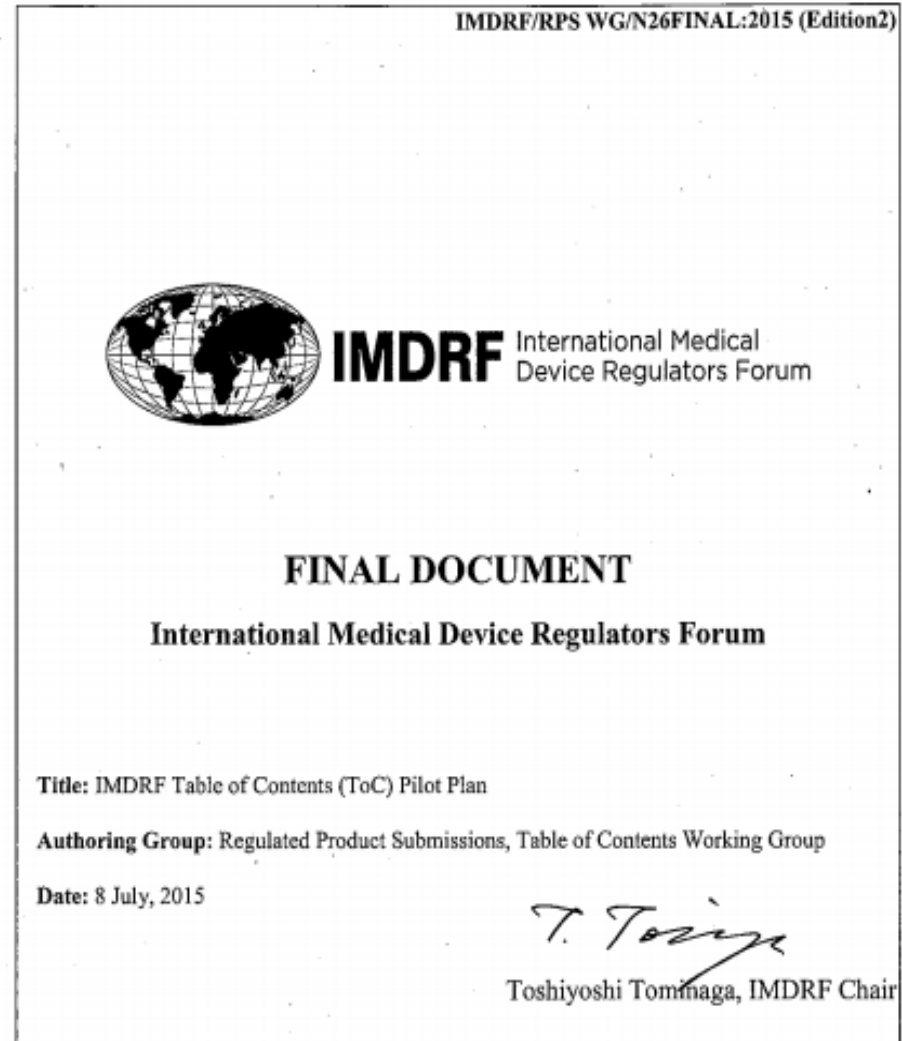 IMDRF/RPS WG/N26FINAL:2015 (Edition2)
IMDRF International Medical
Device Regulators Forum
FINAL DOCUMENT
International Medical Device Regulators Forum
Title: IMDRF Table of Contents (ToC) Pilot Plan
Authoring Group: Regulated Product Submissions, Table of Contents Working Group
Date: 8 July, 2015
Toshiyoshi Tominaga, IMDRF Chair